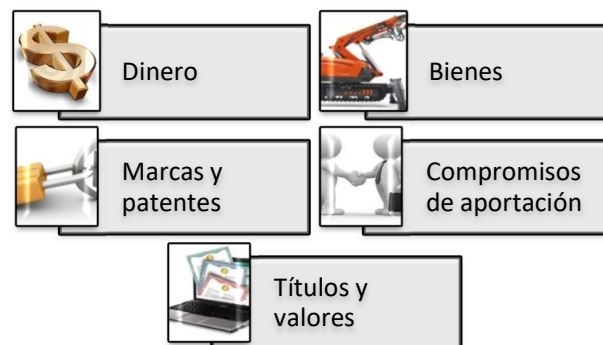 Dinero
Bienes
Marcas y
patentes
Compromisos
de aportación
Títulos y
valores